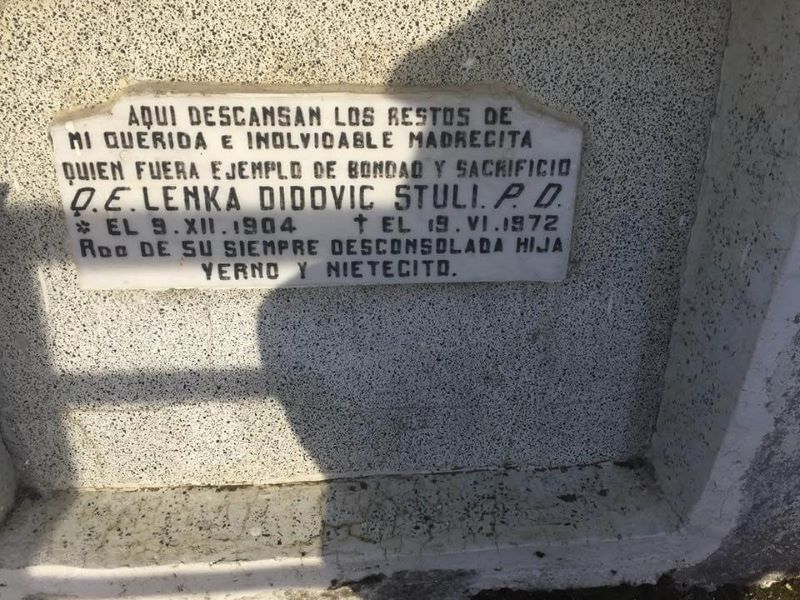 AQUI DESCANSAN LOS RESTOS DE
MI QUERIDA E INOLVIDABLE MADRECITA
QUIEN FUERA EJEMPLO DE BONDAD Y SACRIFICIO
Q. E. LENKA DIDOVIC STULI. P. D.
* EL 9. XII. 1904 † EL 19. VI. 1972
RDO DE SU SIEMPRE DESCONSOLADA HIJA
YERNO Y NIETECITO.